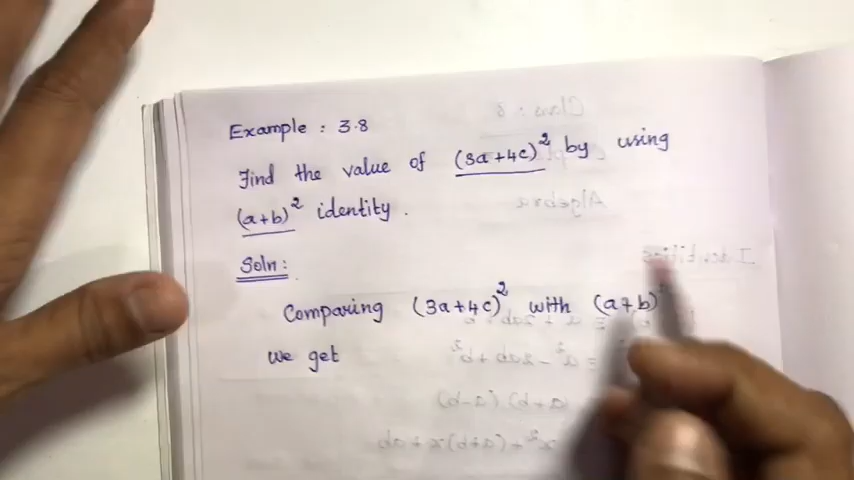 Example : 3.8
Find the value of (3a+4c)² by using
(a+b)² identity.
Soln:
Comparing (3a+4c)² with (a+b)²
we get